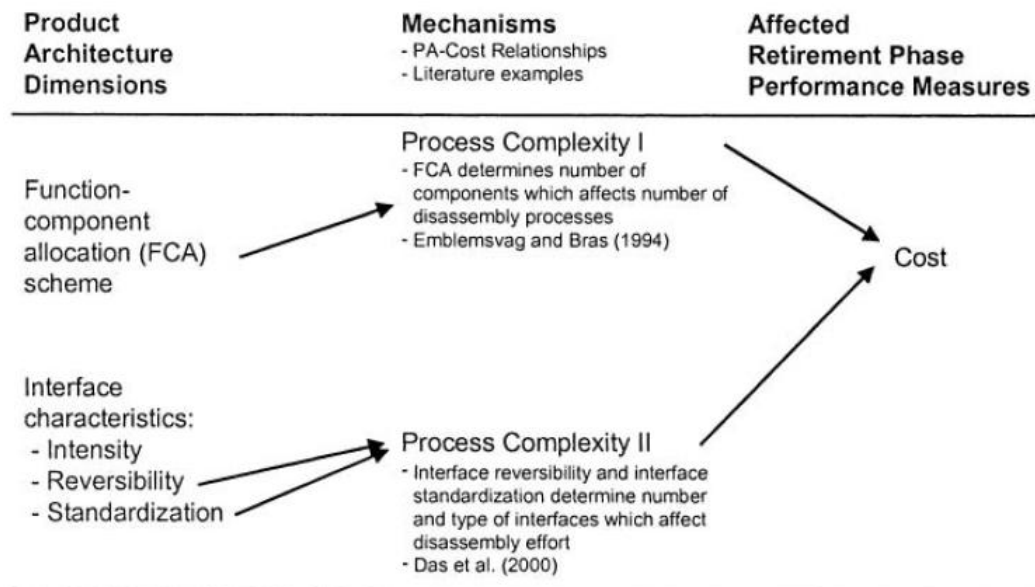 Product
Architecture
Dimensions
Mechanisms
- PA-Cost Relationships
- Literature examples
Affected
Retirement Phase
Performance Measures
Function-
component
allocation (FCA)
scheme
Process Complexity I
- FCA determines number of
components which affects number of
disassembly processes
- Emblemsvag and Bras (1994)
Cost
Interface
characteristics:
- Intensity
- Reversibility
- Standardization
Process Complexity II
- Interface reversibility and interface
standardization determine number
and type of interfaces which affect
disassembly effort
- Das et al. (2000)